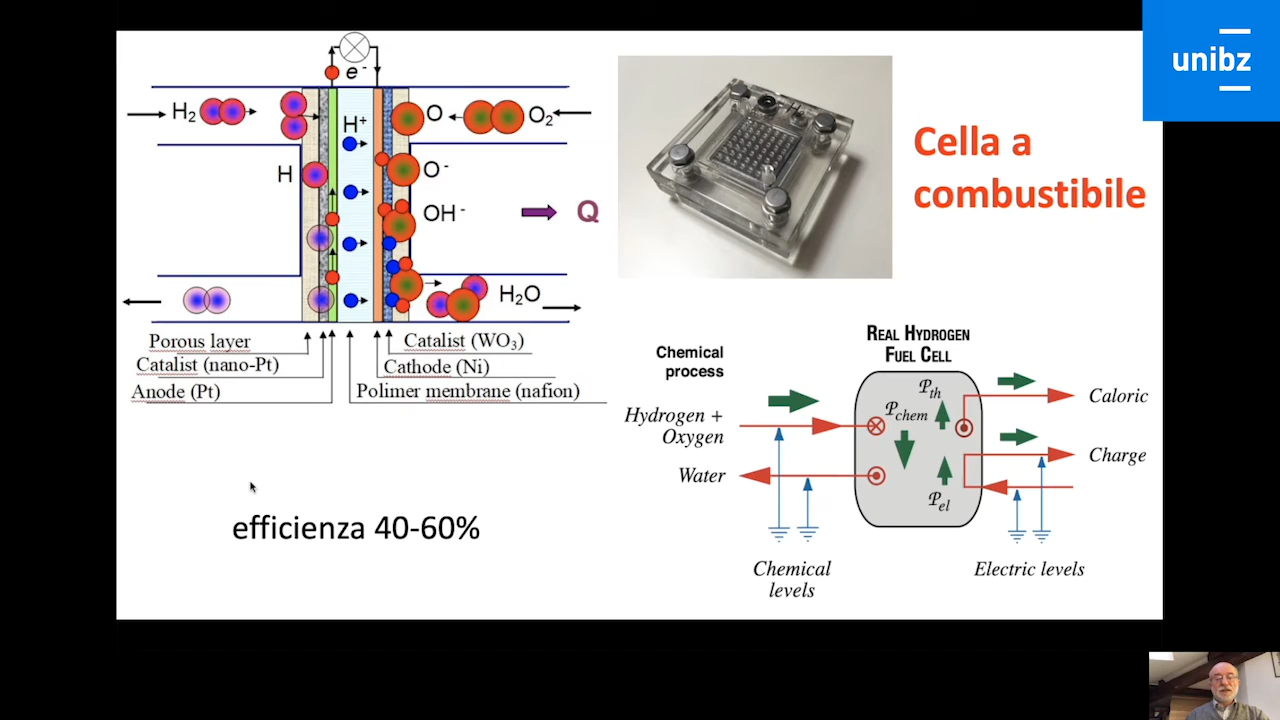 unibz
e⁻
H₂
O
O₂
H⁺
H
O⁻
OH⁻
Q
H₂O
Porous layer
Catalist (WO₃)
Catalist (nano-Pt)
Cathode (Ni)
Anode (Pt)
Polimer membrane (nafion)
efficienza 40-60%
Cella a
combustibile
REAL HYDROGEN
FUEL CELL
Chemical
process
Hydrogen +
Oxygen
Water
𝒫th
𝒫chem
𝒫el
Caloric
Charge
Chemical
levels
Electric levels